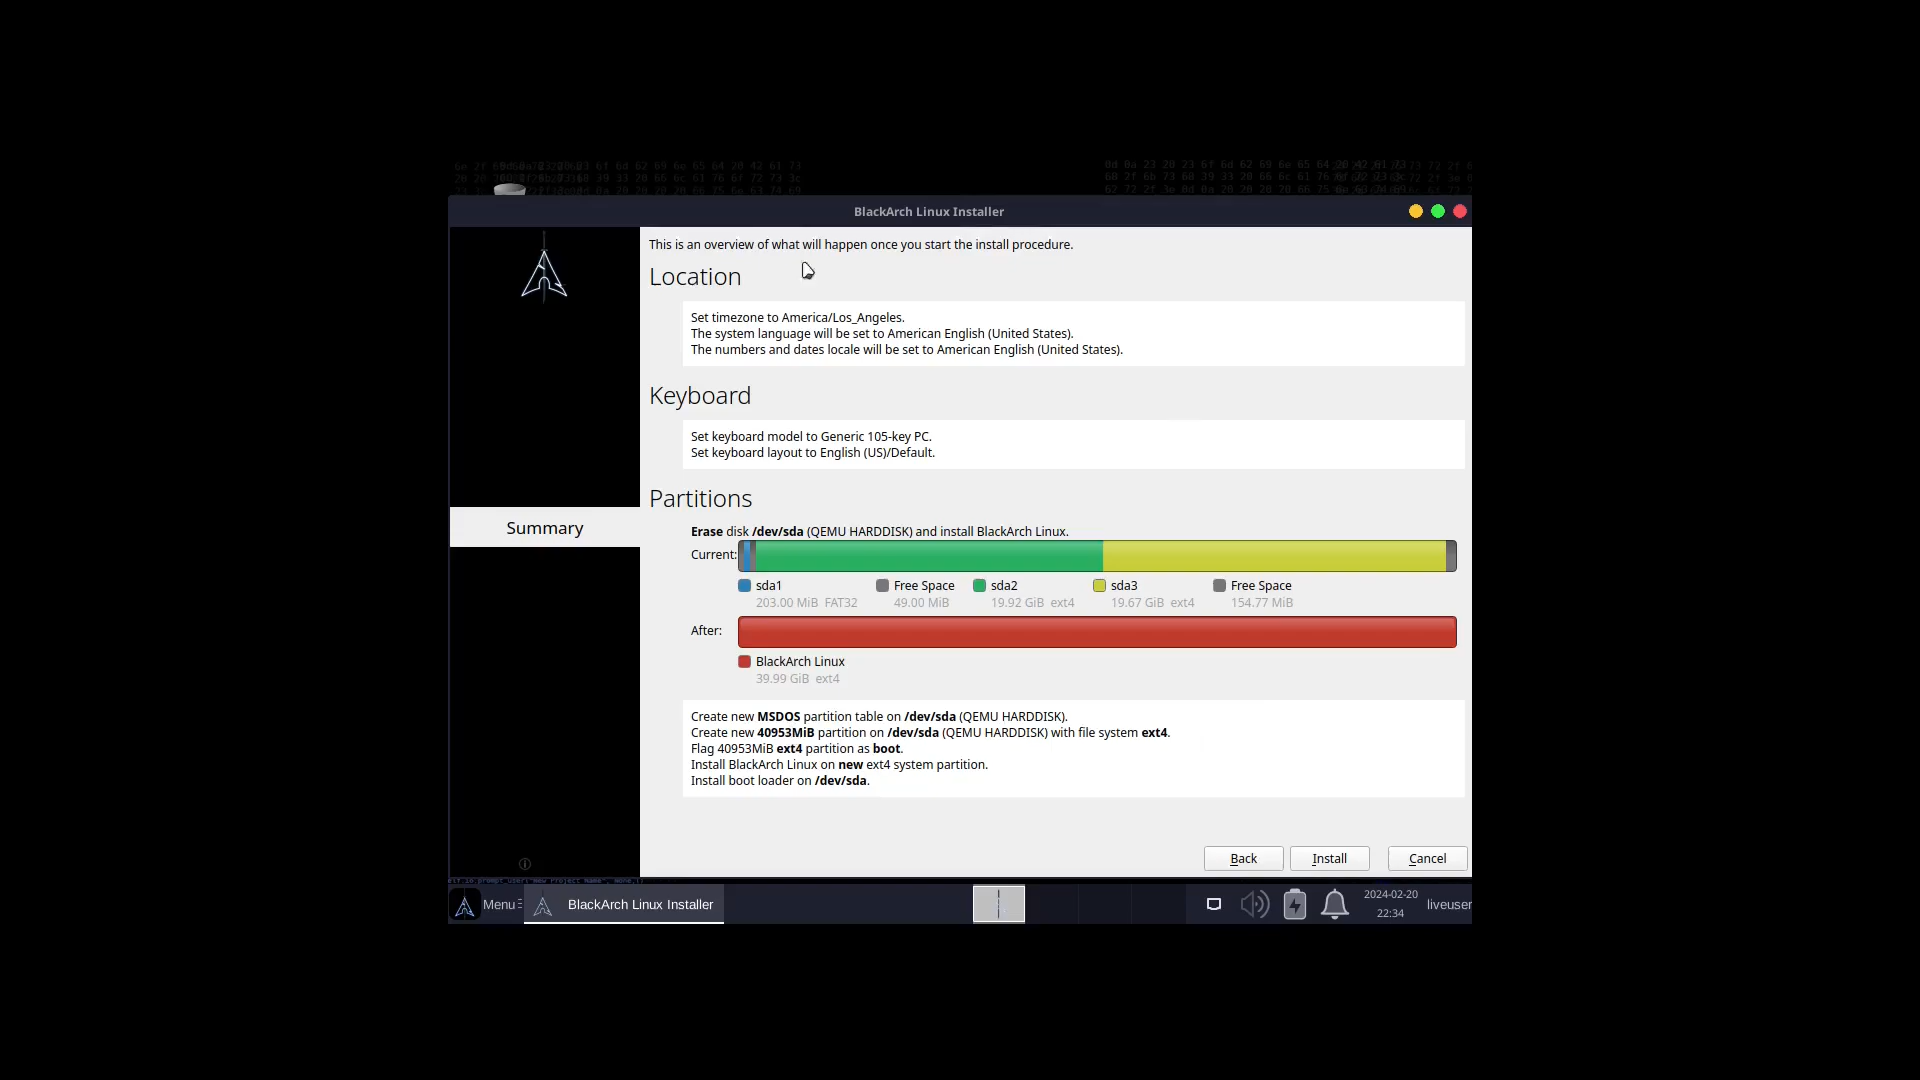 BlackArch Linux Installer
This is an overview of what will happen once you start the install procedure.
Location
Set timezone to America/Los_Angeles.
The system language will be set to American English (United States).
The numbers and dates locale will be set to American English (United States).
Keyboard
Set keyboard model to Generic 105-key PC.
Set keyboard layout to English (US)/Default.
Summary
Partitions
Erase disk /dev/sda (QEMU HARDDISK) and install BlackArch Linux.
Current:
sda1 Free Space sda2 sda3 Free Space
203.00 MiB FAT32 49.00 MiB 19.92 GiB ext4 19.67 GiB ext4 154.77 MiB
After:
BlackArch Linux
39.99 GiB ext4
Create new MSDOS partition table on /dev/sda (QEMU HARDDISK).
Create new 40953MiB partition on /dev/sda (QEMU HARDDISK) with file system ext4.
Flag 40953MiB ext4 partition as boot.
Install BlackArch Linux on new ext4 system partition.
Install boot loader on /dev/sda.
Back Install Cancel
Menu BlackArch Linux Installer 2024-02-20
22:34 liveuser